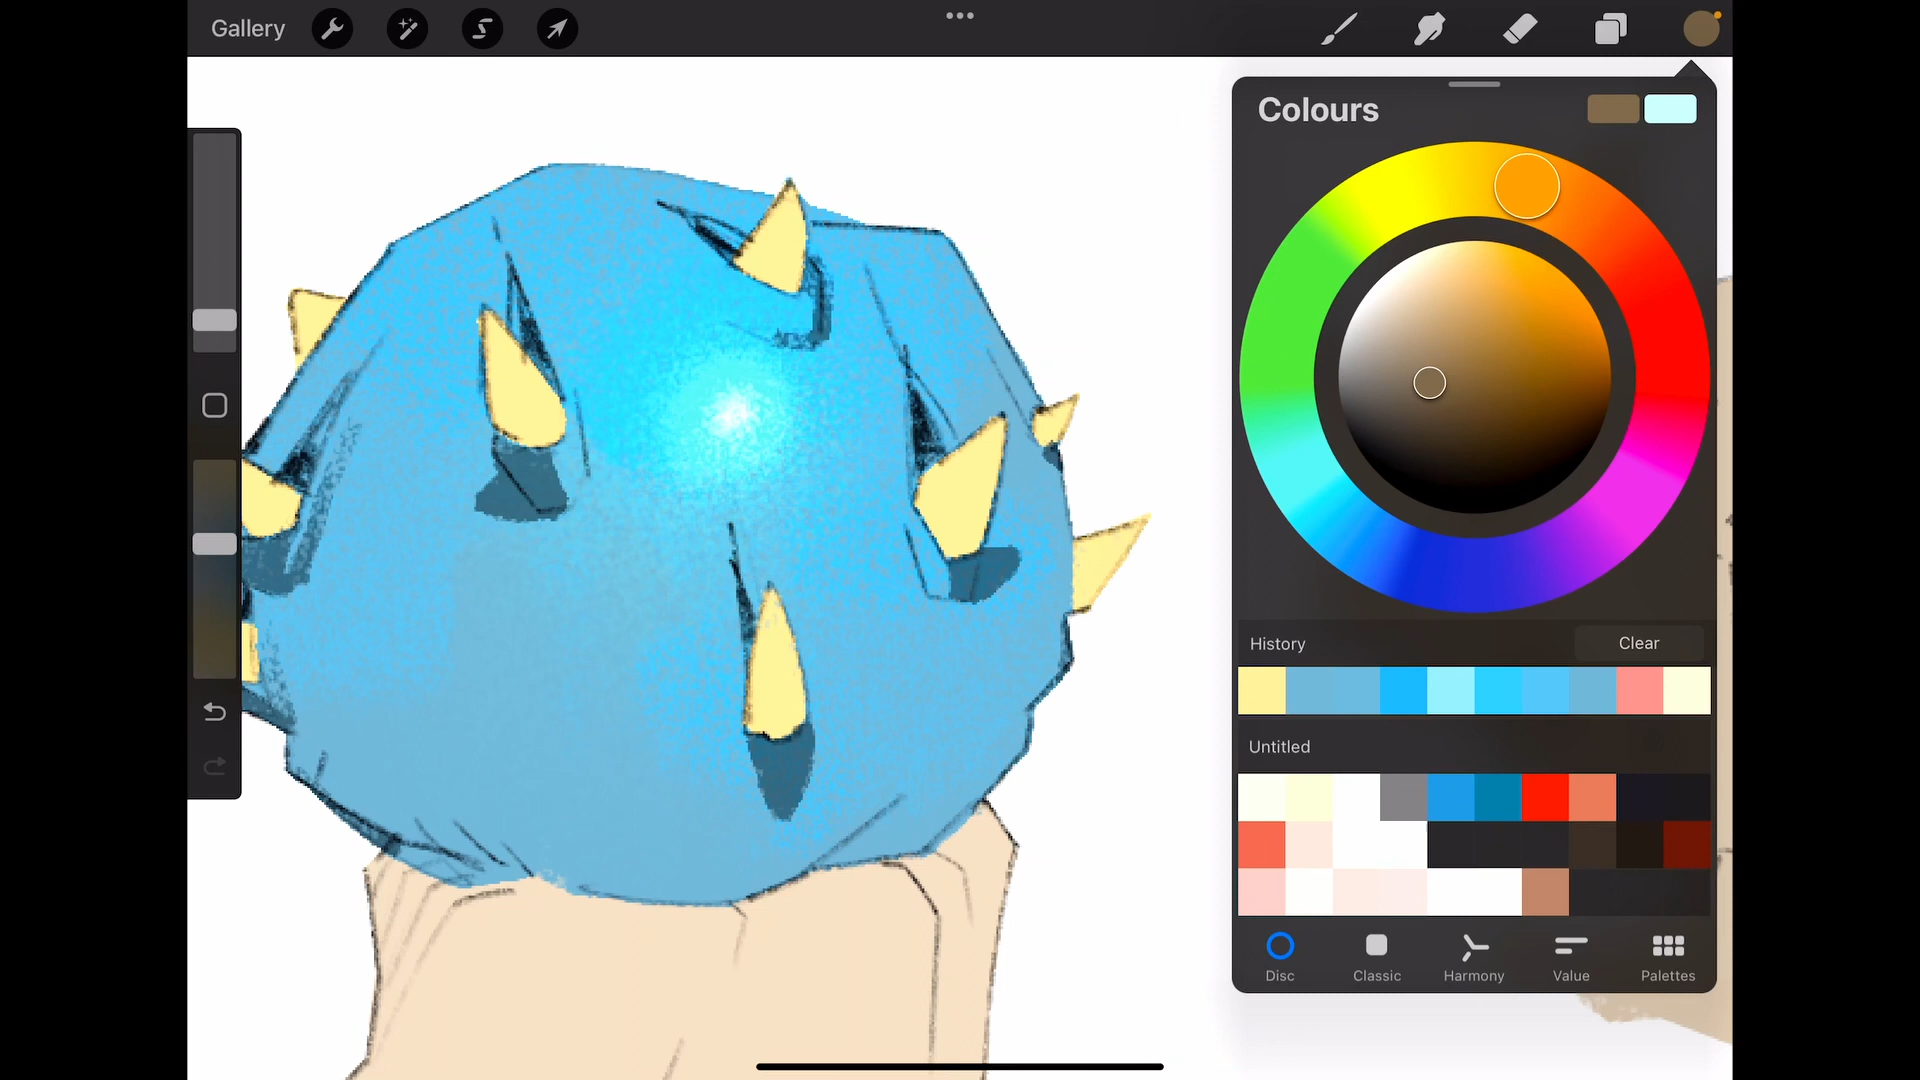 Gallery
Colours
History
Clear
Untitled
Disc
Classic
Harmony
Value
Palettes